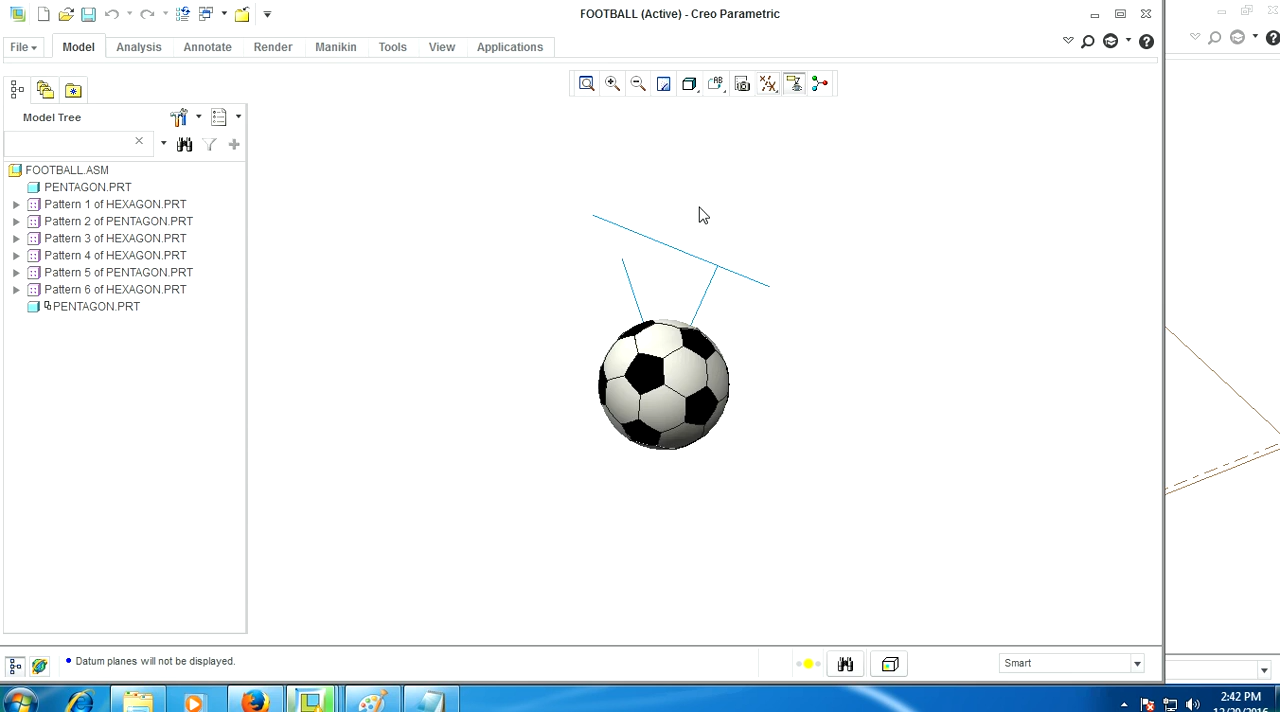 FOOTBALL (Active) - Creo Parametric
File Model Analysis Annotate Render Manikin Tools View Applications
Model Tree
FOOTBALL.ASM
PENTAGON.PRT
Pattern 1 of HEXAGON.PRT
Pattern 2 of PENTAGON.PRT
Pattern 3 of HEXAGON.PRT
Pattern 4 of HEXAGON.PRT
Pattern 5 of PENTAGON.PRT
Pattern 6 of HEXAGON.PRT
PENTAGON.PRT
Datum planes will not be displayed.
Smart
2:42 PM